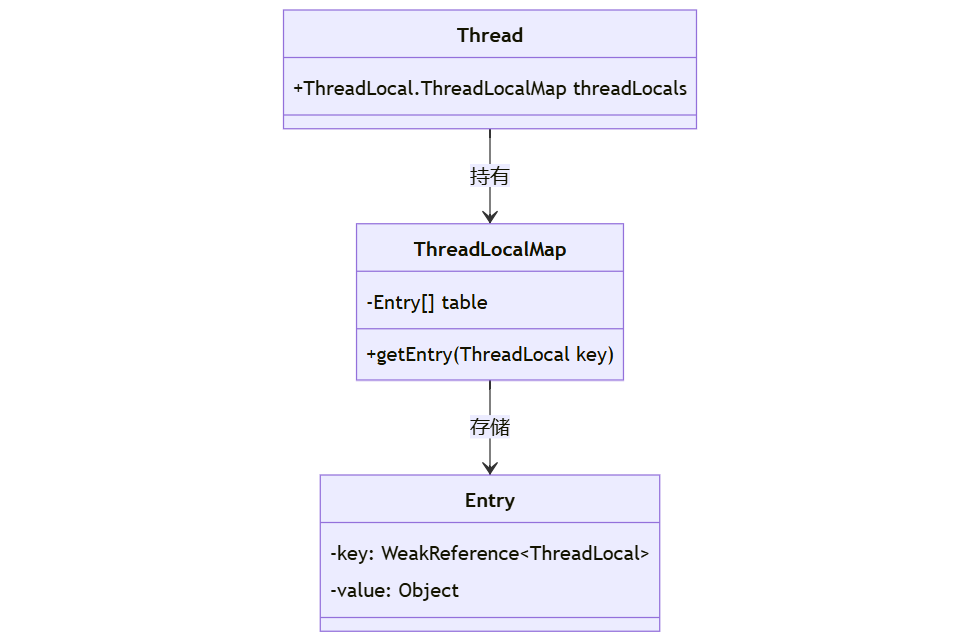 Thread
+ThreadLocal.ThreadLocalMap threadLocals
持有
ThreadLocalMap
-Entry[] table
+getEntry(ThreadLocal key)
存储
Entry
-key: WeakReference<ThreadLocal>
-value: Object